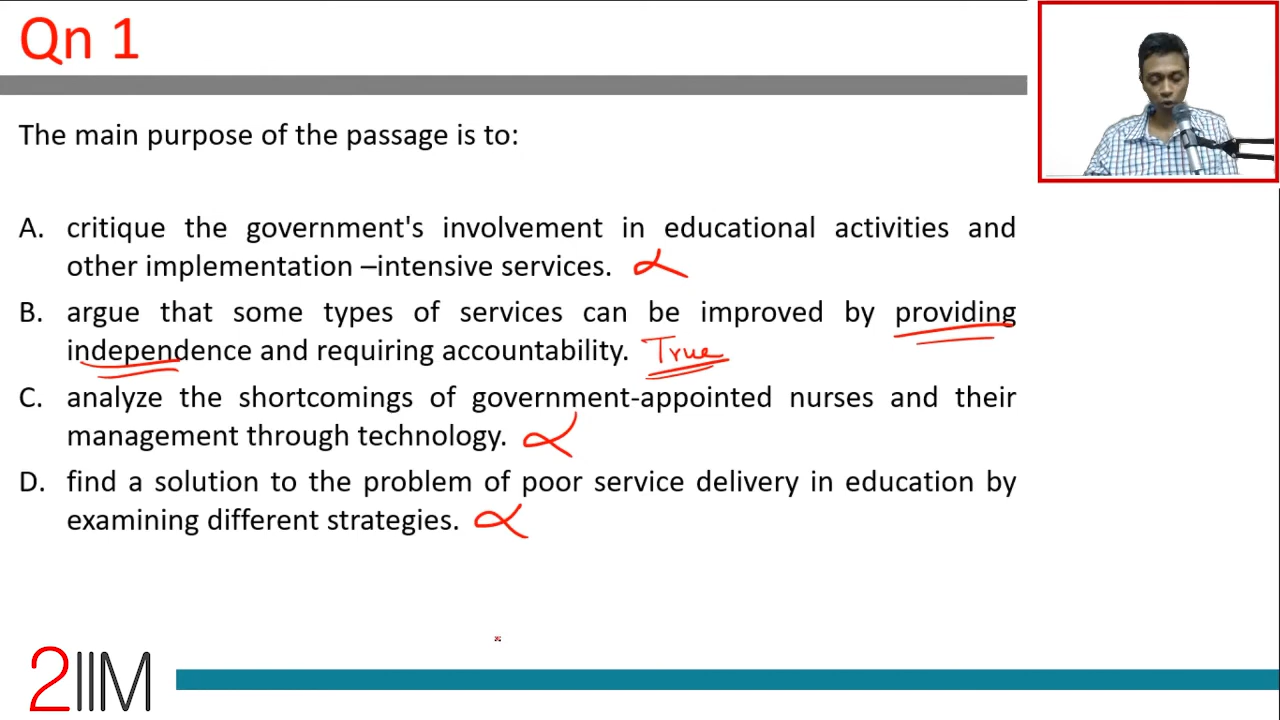 Qn 1
The main purpose of the passage is to:
A. critique the government's involvement in educational activities and
other implementation –intensive services.
B. argue that some types of services can be improved by providing
independence and requiring accountability. True
C. analyze the shortcomings of government-appointed nurses and their
management through technology.
D. find a solution to the problem of poor service delivery in education by
examining different strategies.
2IIM